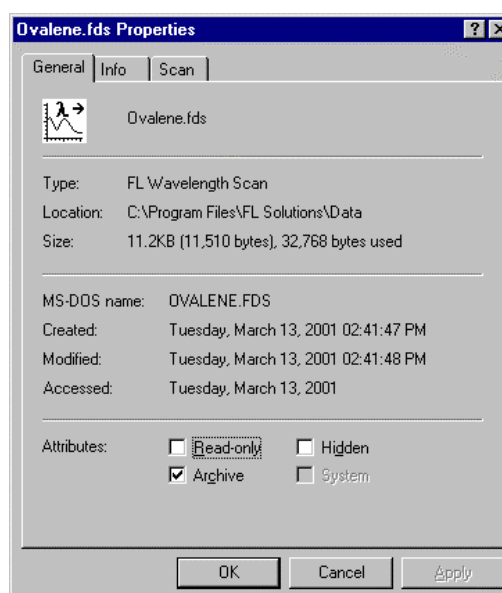 Ovalene.fds Properties
General Info Scan
λ
Ovalene.fds
Type: FL Wavelength Scan
Location: C:\Program Files\FL Solutions\Data
Size: 11.2KB (11,510 bytes), 32,768 bytes used
MS-DOS name: OVALENE.FDS
Created: Tuesday, March 13, 2001 02:41:47 PM
Modified: Tuesday, March 13, 2001 02:41:48 PM
Accessed: Tuesday, March 13, 2001
Attributes: Read-only Hidden
Archive System
OK Cancel Apply